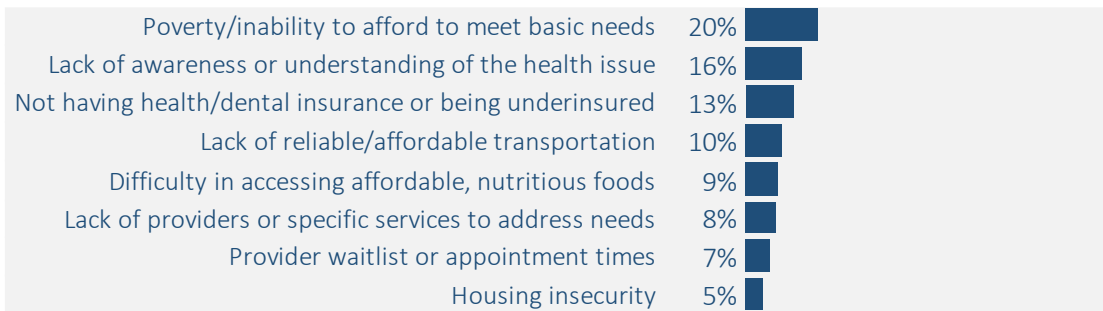 Poverty/inability to afford to meet basic needs 20%
Lack of awareness or understanding of the health issue 16%
Not having health/dental insurance or being underinsured 13%
Lack of reliable/affordable transportation 10%
Difficulty in accessing affordable, nutritious foods 9%
Lack of providers or specific services to address needs 8%
Provider waitlist or appointment times 7%
Housing insecurity 5%